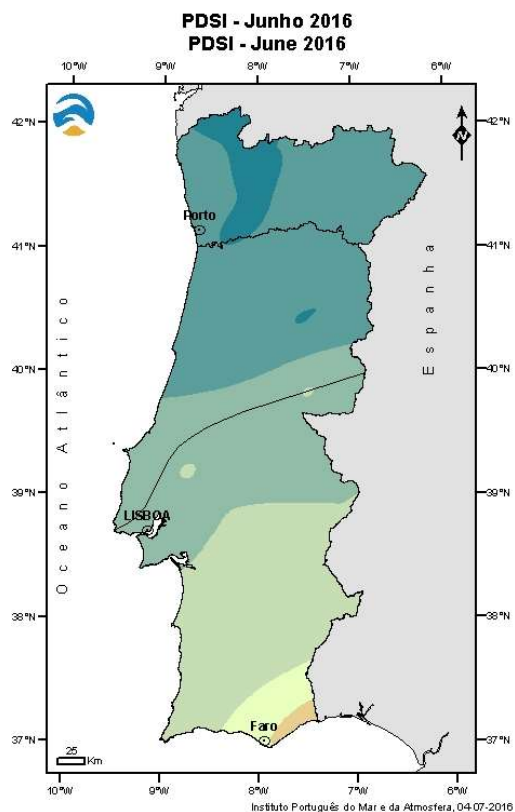 PDSI - Junho 2016
PDSI - June 2016
10°W 9°W 8°W 7°W 6°W
42°N 42°N
N
Porto
41°N 41°N
Oceano Atlântico
Espanha
40°N 40°N
39°N 39°N
LISBOA
38°N 38°N
Faro
37°N 37°N
25
Km
10°W 9°W 8°W 7°W 6°W
Instituto Português do Mar e da Atmosfera, 04-07-2016